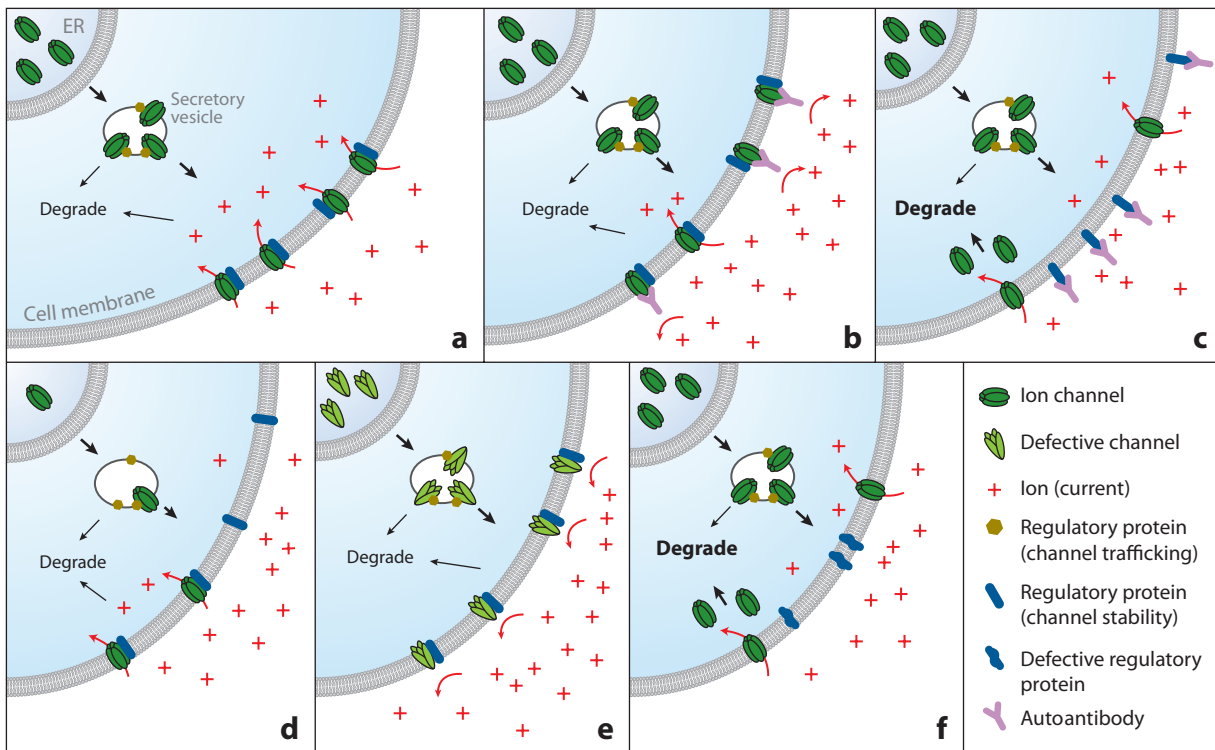 ER
Secretory
vesicle
Degrade
Cell membrane
a
Degrade
b
Degrade
c
Degrade
d
Degrade
e
Degrade
f
Ion channel
Defective channel
Ion (current)
Regulatory protein
(channel trafficking)
Regulatory protein
(channel stability)
Defective regulatory
protein
Autoantibody